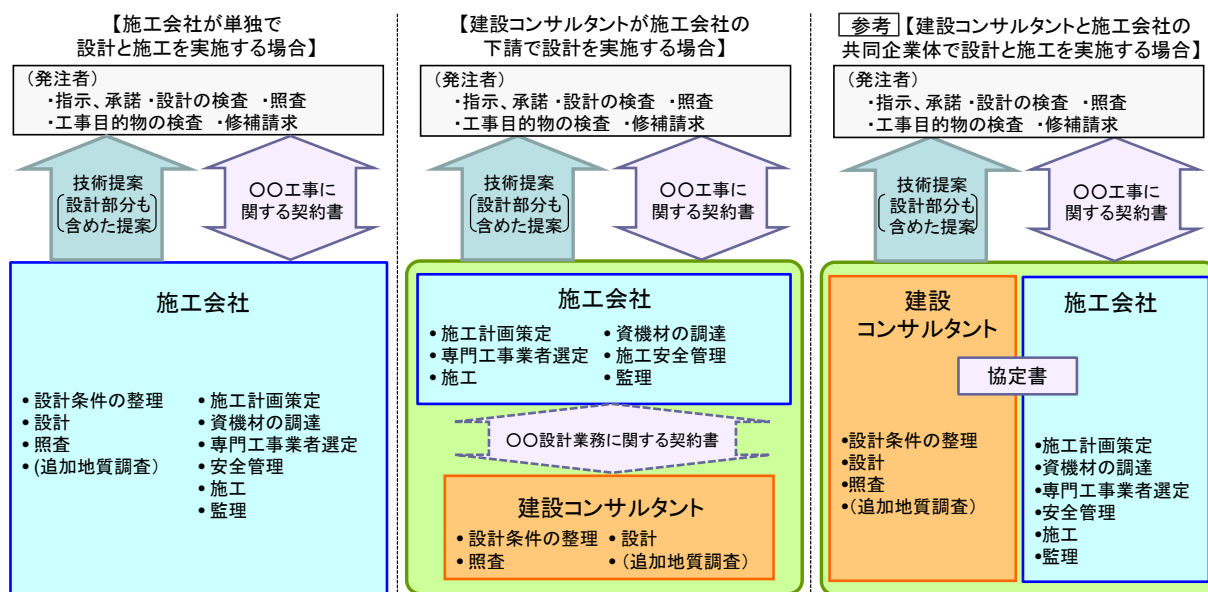 【施工会社が単独で
設計と施工を実施する場合】
（発注者）
・指示、承諾 ・設計の検査 ・照査
・工事目的物の検査 ・修補請求
技術提案
設計部分も
含めた提案
〇〇工事に
関する契約書
施工会社
• 設計条件の整理
• 設計
• 照査
• (追加地質調査）
• 施工計画策定
• 資機材の調達
• 専門工事業者選定
• 安全管理
• 施工
• 監理
【建設コンサルタントが施工会社の
下請で設計を実施する場合】
（発注者）
・指示、承諾 ・設計の検査 ・照査
・工事目的物の検査 ・修補請求
技術提案
設計部分も
含めた提案
〇〇工事に
関する契約書
施工会社
• 施工計画策定
• 専門工事業者選定
• 施工
• 資機材の調達
• 施工安全管理
• 監理
〇〇設計業務に関する契約書
建設コンサルタント
• 設計条件の整理
• 照査
• 設計
• （追加地質調査）
参考【建設コンサルタントと施工会社の
共同企業体で設計と施工を実施する場合】
（発注者）
・指示、承諾 ・設計の検査 ・照査
・工事目的物の検査 ・修補請求
技術提案
設計部分も
含めた提案
〇〇工事に
関する契約書
建設
コンサルタント
施工会社
協定書
•設計条件の整理
•設計
•照査
•(追加地質調査）
•施工計画策定
•資機材の調達
•専門工事業者選定
•安全管理
•施工
•監理